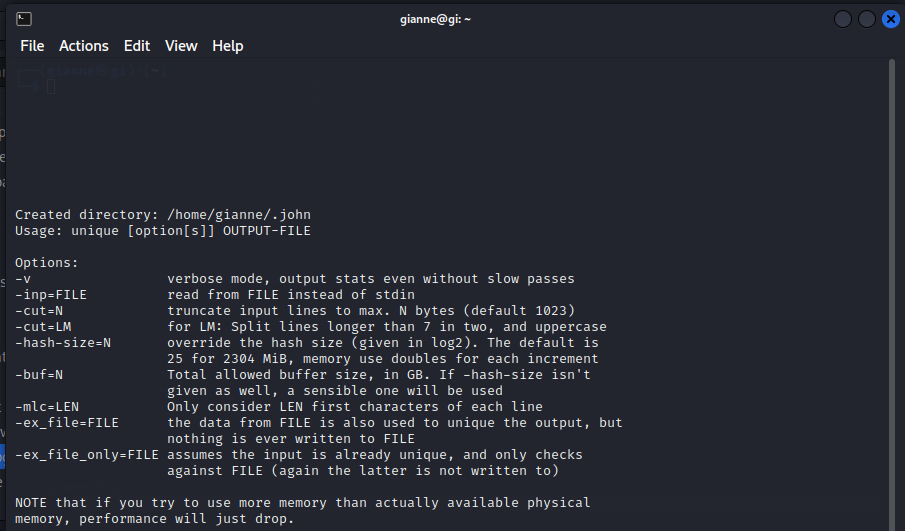 gianne@gi: ~
File Actions Edit View Help
Created directory: /home/gianne/.john
Usage: unique [option[s]] OUTPUT-FILE
Options:
-v verbose mode, output stats even without slow passes
-inp=FILE read from FILE instead of stdin
-cut=N truncate input lines to max. N bytes (default 1023)
-cut=LM for LM: Split lines longer than 7 in two, and uppercase
-hash-size=N override the hash size (given in log2). The default is
25 for 2304 MiB, memory use doubles for each increment
-buf=N Total allowed buffer size, in GB. If -hash-size isn't
given as well, a sensible one will be used
-mlc=LEN Only consider LEN first characters of each line
-ex_file=FILE the data from FILE is also used to unique the output, but
nothing is ever written to FILE
-ex_file_only=FILE assumes the input is already unique, and only checks
against FILE (again the latter is not written to)
NOTE that if you try to use more memory than actually available physical
memory, performance will just drop.